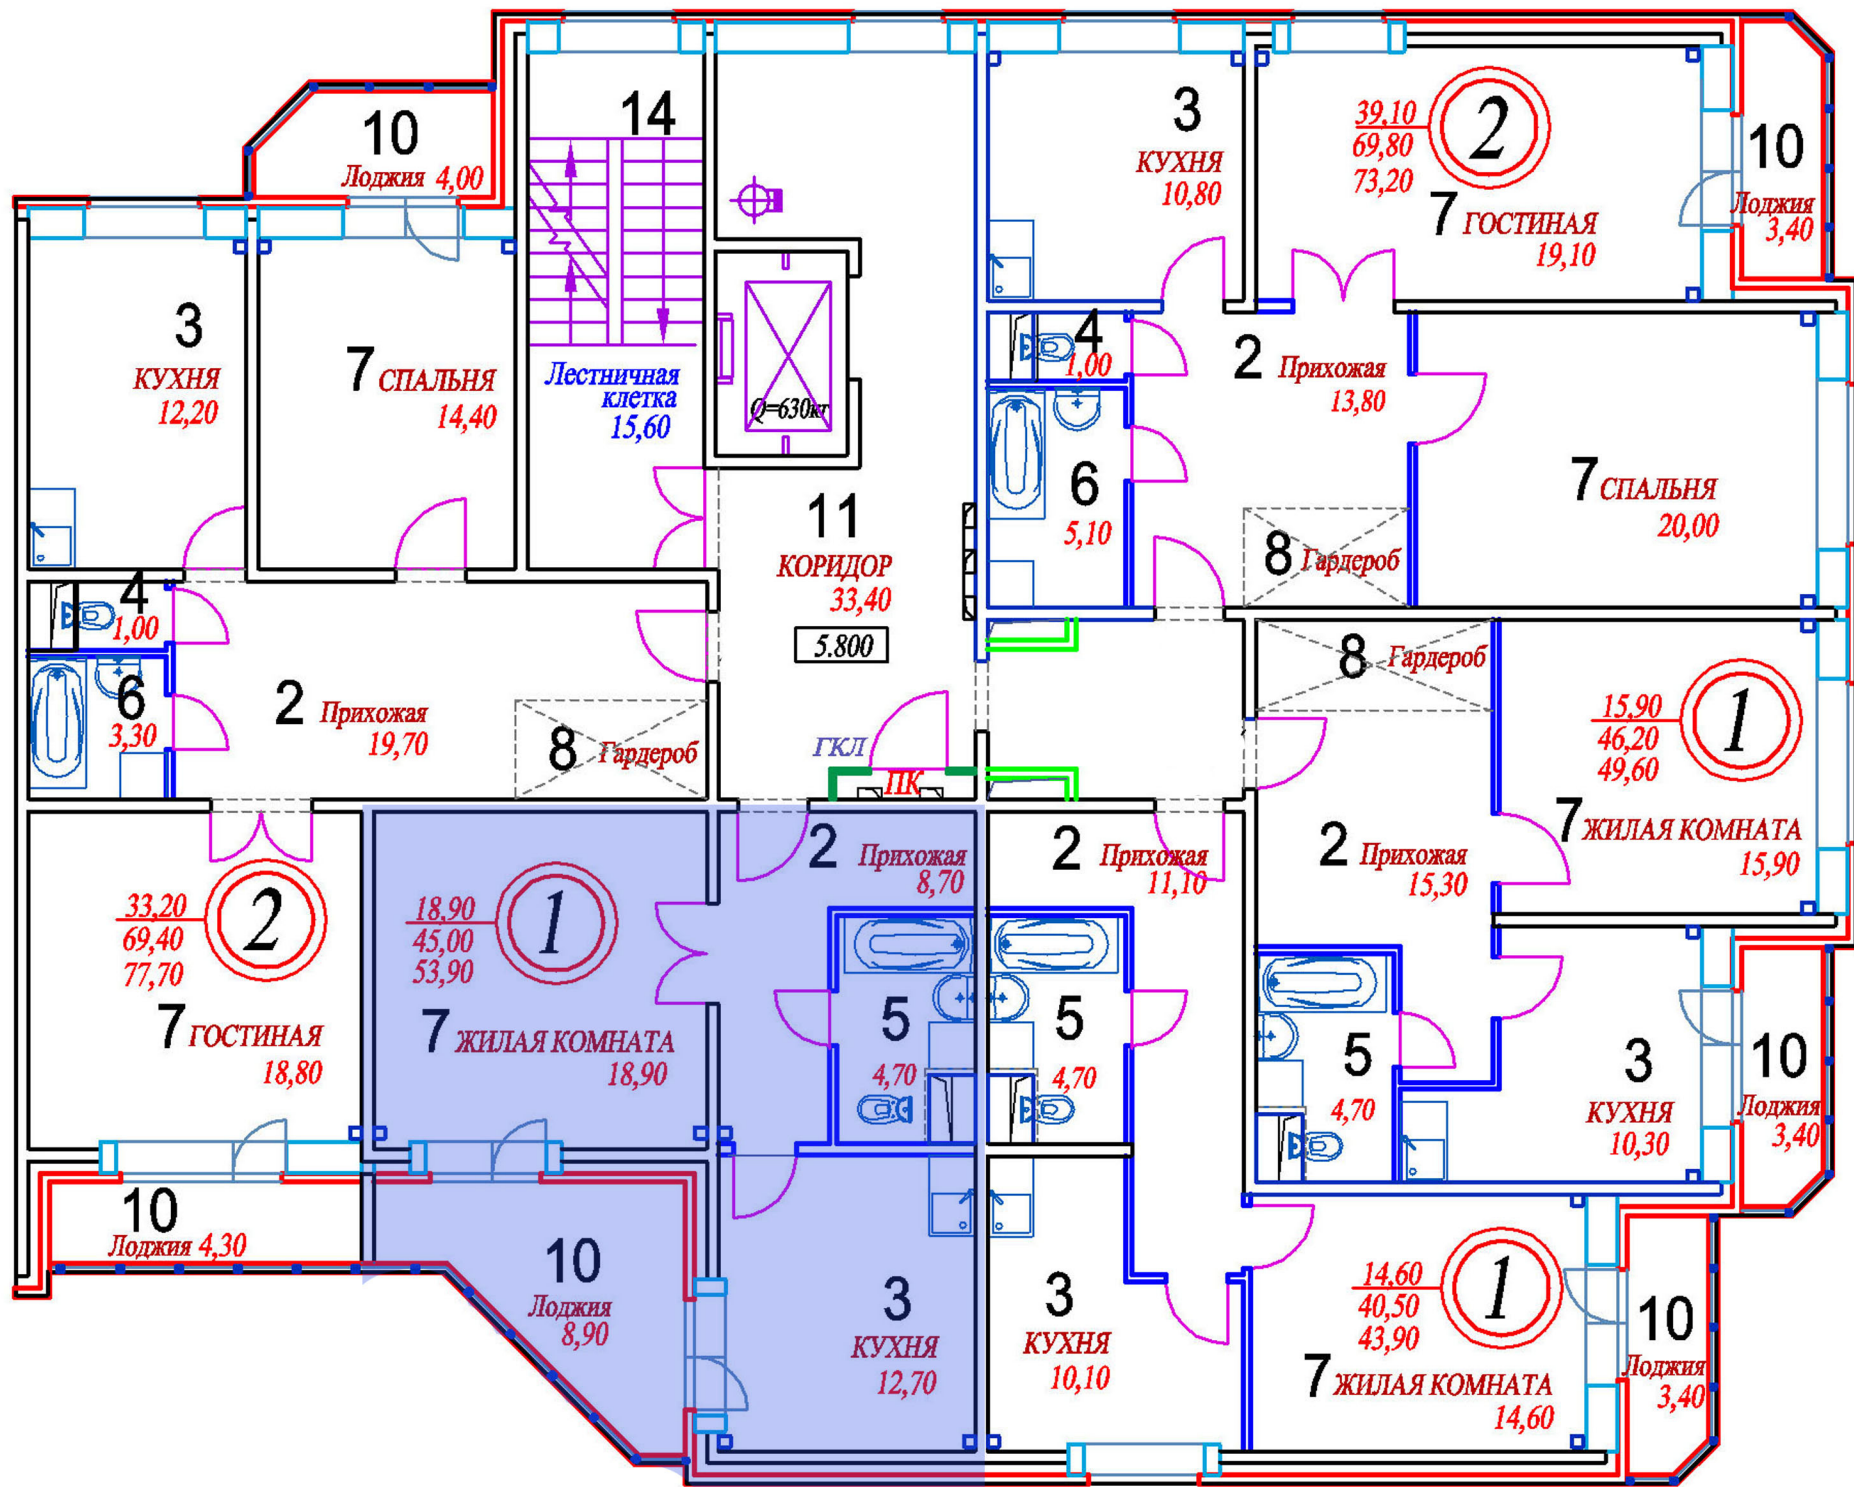 10
Лоджия 4,00
14
3
КУХНЯ
10,80
39,10
69,80
73,20
2
7 ГОСТИНАЯ
19,10
10
Лоджия
3,40
3
КУХНЯ
12,20
7 СПАЛЬНЯ
14,40
Лестничная
клетка
15,60
Q=630кг
4
1,00
2 Прихожая
13,80
6
5,10
7 СПАЛЬНЯ
20,00
8 Гардероб
11
КОРИДОР
33,40
5.800
4
1,00
6
3,30
2 Прихожая
19,70
8 Гардероб
ГКЛ
ПК
8 Гардероб
15,90
46,20
49,60
1
7 ЖИЛАЯ КОМНАТА
15,90
2 Прихожая
15,30
33,20
69,40
77,70
2
7 ГОСТИНАЯ
18,80
18,90
45,00
53,90
1
7 ЖИЛАЯ КОМНАТА
18,90
2 Прихожая
8,70
5
4,70
2 Прихожая
11,10
5
4,70
5
4,70
3
КУХНЯ
10,30
10
Лоджия
3,40
10
Лоджия 4,30
10
Лоджия
8,90
3
КУХНЯ
12,70
3
КУХНЯ
10,10
14,60
40,50
43,90
1
7 ЖИЛАЯ КОМНАТА
14,60
10
Лоджия
3,40